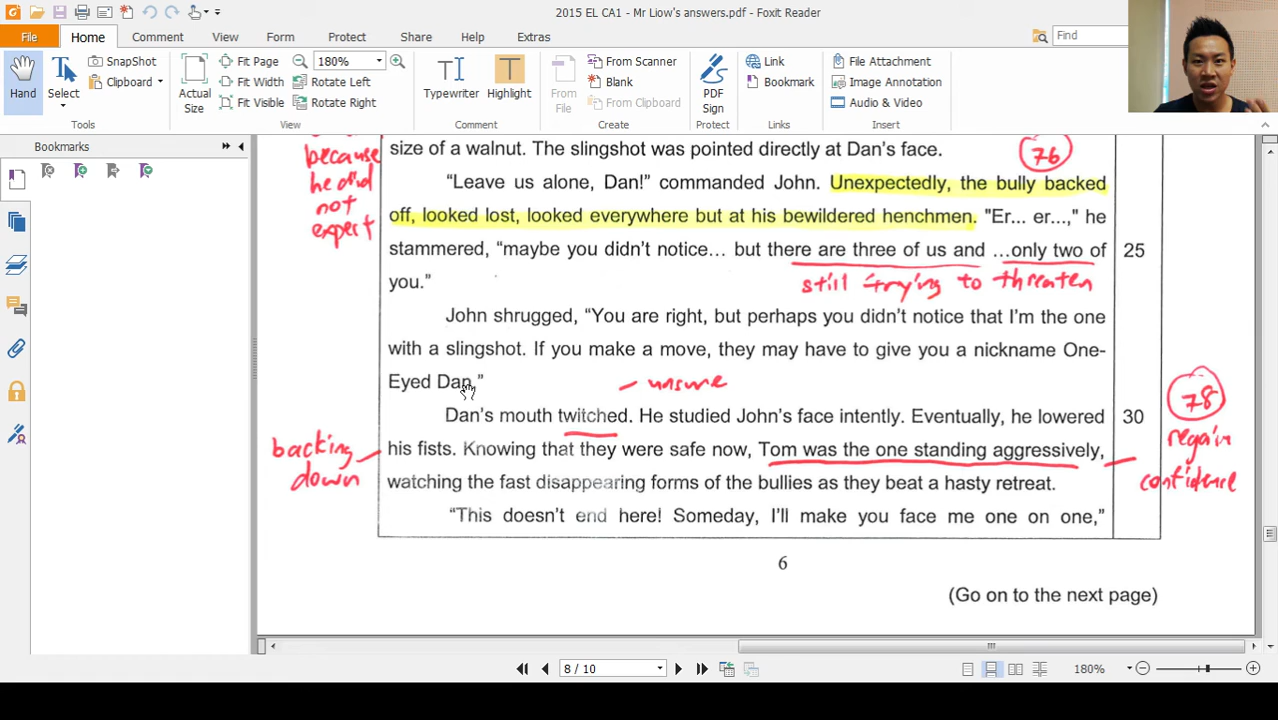 2015 EL CA1 - Mr Liow's answers.pdf - Foxit Reader
File Home Comment View Form Protect Share Help Extras Find
SnapShot Fit Page 180% From Scanner Link File Attachment
Clipboard Fit Width Rotate Left Blank Bookmark Image Annotation
Hand Select Actual Size Fit Visible Rotate Right Typewriter Highlight From File From Clipboard PDF Sign Audio & Video
Tools View Comment Create Protect Links Insert
Bookmarks
size of a walnut. The slingshot was pointed directly at Dan's face.
because he did not expert
76
"Leave us alone, Dan!" commanded John. Unexpectedly, the bully backed
off, looked lost, looked everywhere but at his bewildered henchmen. "Er... er...," he
stammered, "maybe you didn't notice... but there are three of us and ...only two of 25
you."
still trying to threaten
John shrugged, "You are right, but perhaps you didn't notice that I'm the one
with a slingshot. If you make a move, they may have to give you a nickname One-
Eyed Dan."
- unsure
78
regain
confidence
Dan's mouth twitched. He studied John's face intently. Eventually, he lowered 30
backing
down
his fists. Knowing that they were safe now, Tom was the one standing aggressively,
watching the fast disappearing forms of the bullies as they beat a hasty retreat.
"This doesn't end here! Someday, I'll make you face me one on one,"
6
(Go on to the next page)
8 / 10 180%